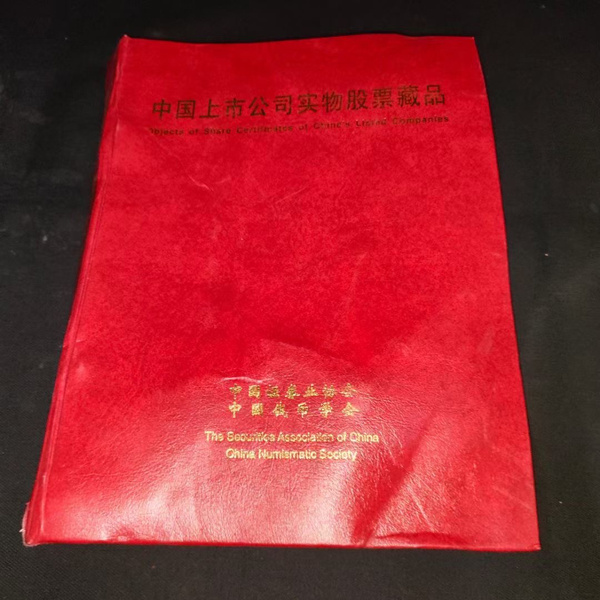 中国上市公司实物股票藏品
Objects of Share Certificates of China's Listed Companies
中国证券业协会
中国钱币学会
The Securities Association of China
China Numismatic Society